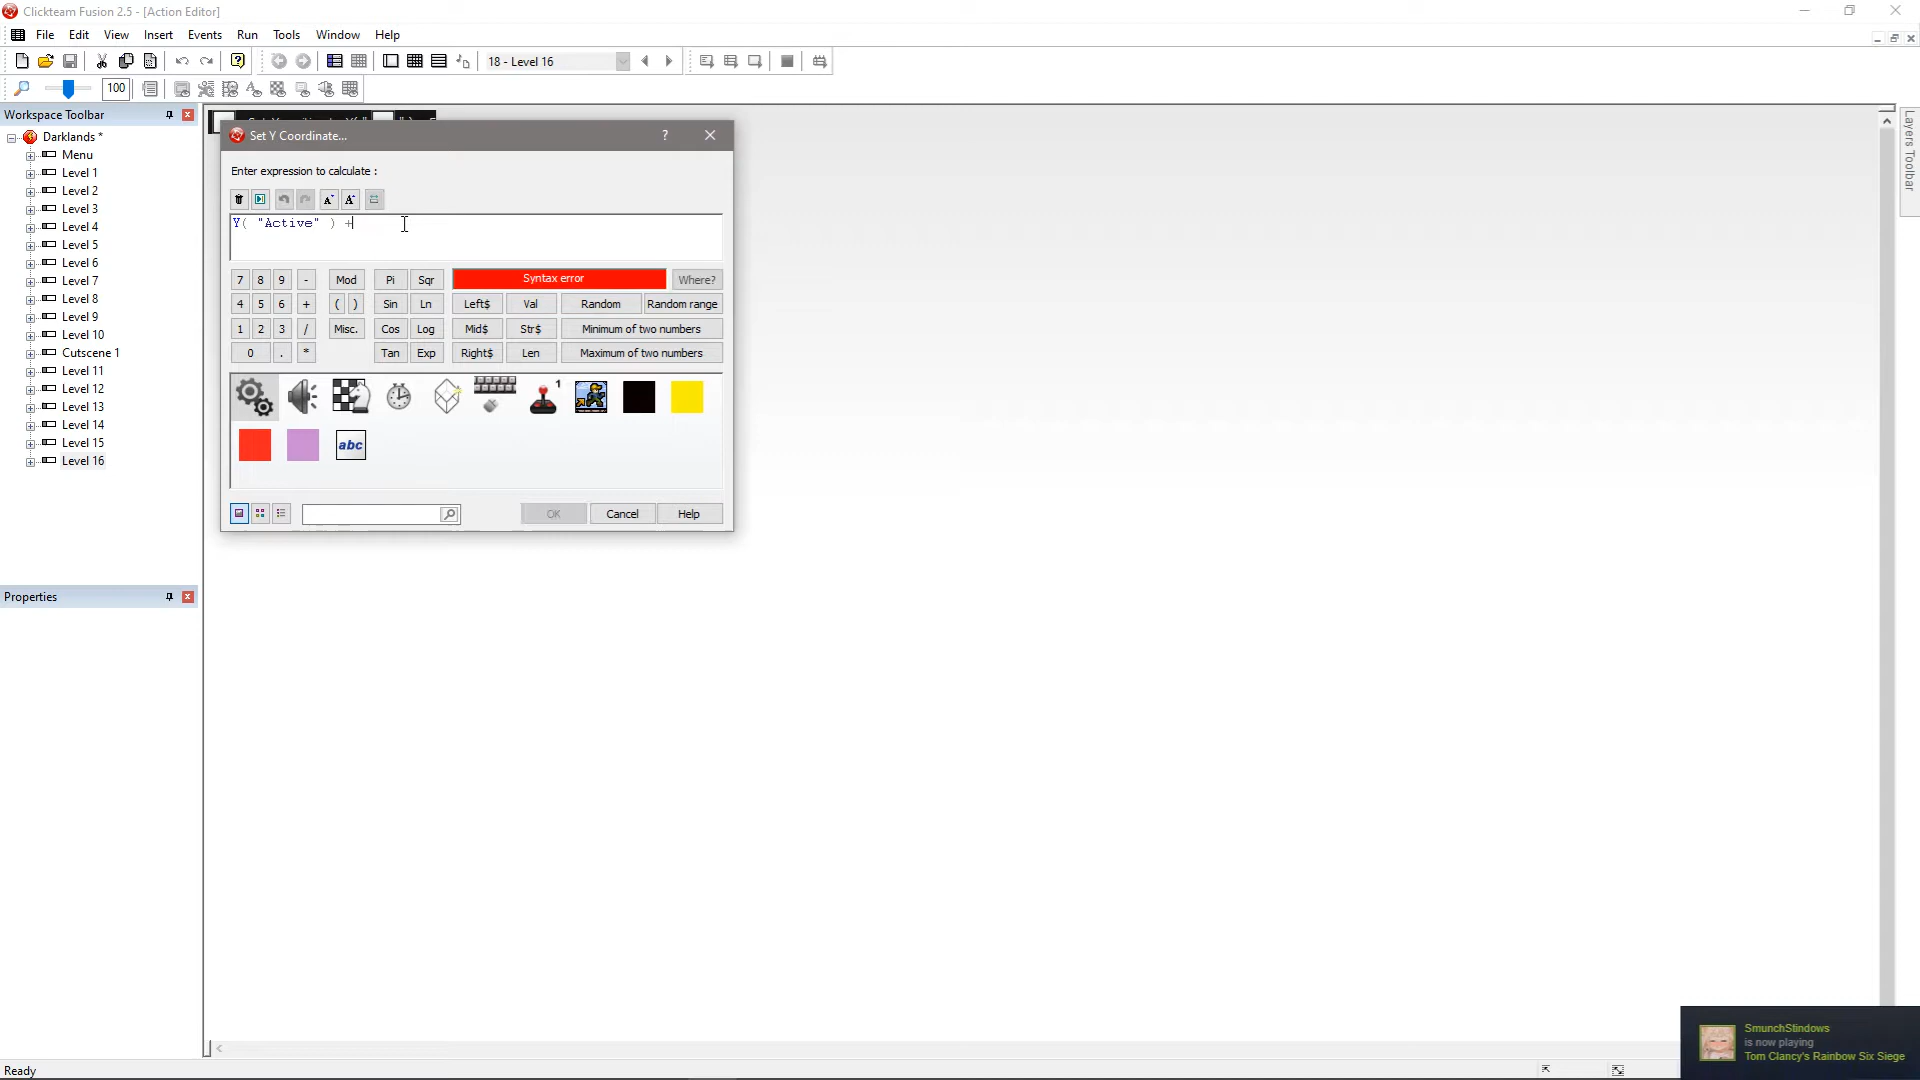 Clickteam Fusion 2.5 - [Action Editor]
File Edit View Insert Events Run Tools Window Help
18 - Level 16
100
Workspace Toolbar
Darklands *
Menu
Level 1
Level 2
Level 3
Level 4
Level 5
Level 6
Level 7
Level 8
Level 9
Level 10
Cutscene 1
Level 11
Level 12
Level 13
Level 14
Level 15
Level 16
Properties
Ready
Set Y Coordinate...
?
Enter expression to calculate :
Y( "Active" ) +
7 8 9 - Mod Pi Sqr Syntax error Where?
4 5 6 + ( ) Sin Ln Left$ Val Random Random range
1 2 3 / Misc. Cos Log Mid$ Str$ Minimum of two numbers
0 . * Tan Exp Right$ Len Maximum of two numbers
1
abc
OK Cancel Help
Layers Toolbar
SmunchStindows
is now playing
Tom Clancy's Rainbow Six Siege